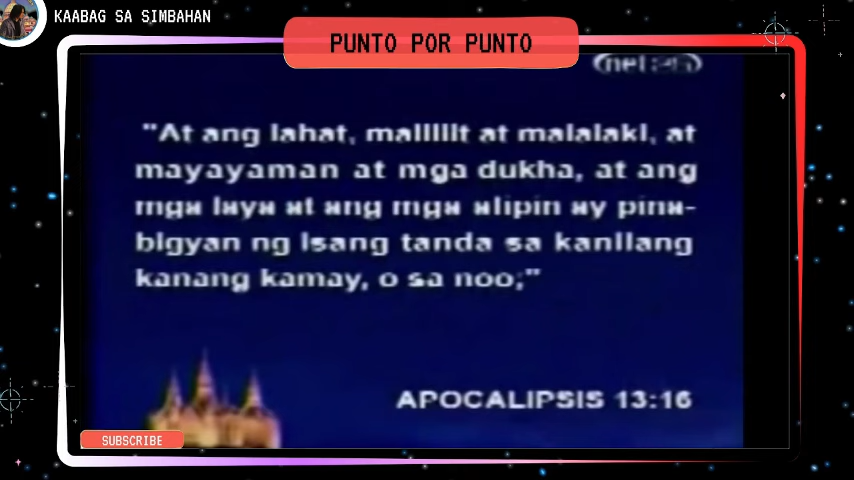 KAABAG SA SIMBAHAN
PUNTO POR PUNTO
net 25
"At ang lahat, maliliit at malalaki, at
mayayaman at mga dukha, at ang
mga laya at ang mga alipin ay pina-
bigyan ng isang tanda sa kanilang
kanang kamay, o sa noo;"
APOCALIPSIS 13:16
SUBSCRIBE